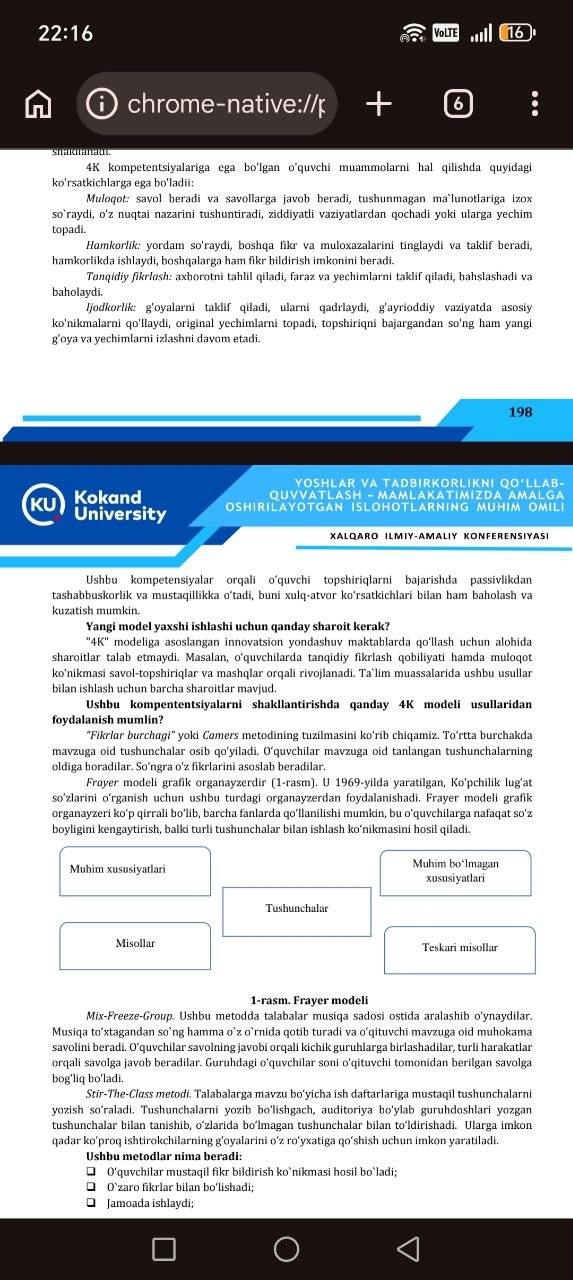 22:16
VoLTE
16
chrome-native://p
6
shakllanadi.
4K kompetentsiyalariga ega bo'lgan o'quvchi muammolarni hal qilishda quyidagi
ko'rsatkichlarga ega bo'ladii:
Muloqot: savol beradi va savollarga javob beradi, tushunmagan ma`lunotlariga izox
so`raydi, o'z nuqtai nazarini tushuntiradi, ziddiyatli vaziyatlardan qochadi yoki ularga yechim
topadi.
Hamkorlik: yordam so'raydi, boshqa fikr va muloxazalarini tinglaydi va taklif beradi,
hamkorlikda ishlaydi, boshqalarga ham fikr bildirish imkonini beradi.
Tanqidiy fikrlash: axborotni tahlil qiladi, faraz va yechimlarni taklif qiladi, bahslashadi va
baholaydi.
Ijodkorlik: g'oyalarni taklif qiladi, ularni qadrlaydi, g'ayrioddiy vaziyatda asosiy
ko'nikmalarni qo'llaydi, original yechimlarni topadi, topshiriqni bajargandan so'ng ham yangi
g'oya va yechimlarni izlashni davom etadi.
198
KU Kokand
University
YOSHLAR VA TADBIRKORLIKNI QO‘LLAB-
QUVVATLASH – MAMLAKATIMIZDA AMALGA
OSHIRILAYOTGAN ISLOHOTLARNING MUHIM OMILI
XALQARO ILMIY-AMALIY KONFERENSIYASI
Ushbu kompetensiyalar orqali o‘quvchi topshiriqlarni bajarishda passivlikdan
tashabbuskorlik va mustaqillikka o‘tadi, buni xulq-atvor ko‘rsatkichlari bilan ham baholash va
kuzatish mumkin.
Yangi model yaxshi ishlashi uchun qanday sharoit kerak?
"4K" modeliga asoslangan innovatsion yondashuv maktablarda qo‘llash uchun alohida
sharoitlar talab etmaydi. Masalan, o‘quvchilarda tanqidiy fikrlash qobiliyati hamda muloqot
ko‘nikmasi savol-topshiriqlar va mashqlar orqali rivojlanadi. Ta`lim muassalarida ushbu usullar
bilan ishlash uchun barcha sharoitlar mavjud.
Ushbu kompententsiyalarni shakllantirishda qanday 4K modeli usullaridan
foydalanish mumlin?
“Fikrlar burchagi” yoki Camers metodining tuzilmasini ko‘rib chiqamiz. To‘rtta burchakda
mavzuga oid tushunchalar osib qo‘yiladi. O‘quvchilar mavzuga oid tanlangan tushunchalarning
oldiga boradilar. So‘ngra o‘z fikrlarini asoslab beradilar.
Frayer modeli grafik organayzerdir (1-rasm). U 1969-yilda yaratilgan, Ko‘pchilik lug‘at
so‘zlarini o‘rganish uchun ushbu turdagi organayzerdan foydalanishadi. Frayer modeli grafik
organayzeri ko‘p qirrali bo‘lib, barcha fanlarda qo‘llanilishi mumkin, bu o‘quvchilarga nafaqat so‘z
boyligini kengaytirish, balki turli tushunchalar bilan ishlash ko‘nikmasini hosil qiladi.
Muhim xususiyatlari
Muhim bo‘lmagan
xususiyatlari
Tushunchalar
Misollar
Teskari misollar
1-rasm. Frayer modeli
Mix-Freeze-Group. Ushbu metodda talabalar musiqa sadosi ostida aralashib o‘ynaydilar.
Musiqa to‘xtagandan so`ng hamma o`z o`rnida qotib turadi va o‘qituvchi mavzuga oid muhokama
savolini beradi. O‘quvchilar savolning javobi orqali kichik guruhlarga birlashadilar, turli harakatlar
orqali savolga javob beradilar. Guruhdagi o‘quvchilar soni o‘qituvchi tomonidan berilgan savolga
bog‘liq bo‘ladi.
Stir-The-Class metodi. Talabalarga mavzu bo‘yicha ish daftarlariga mustaqil tushunchalarni
yozish so‘raladi. Tushunchalarni yozib bo‘lishgach, auditoriya bo‘ylab guruhdoshlari yozgan
tushunchalar bilan tanishib, o‘zlarida bo‘lmagan tushunchalar bilan to‘ldirishadi. Ularga imkon
qadar ko‘proq ishtirokchilarning g‘oyalarini o‘z ro‘yxatiga qo‘shish uchun imkon yaratiladi.
Ushbu metodlar nima beradi:
❑ O‘quvchilar mustaqil fikr bildirish ko`nikmasi hosil bo`ladi;
❑ O`zaro fikrlar bilan bo‘lishadi;
❑ Jamoada ishlaydi;